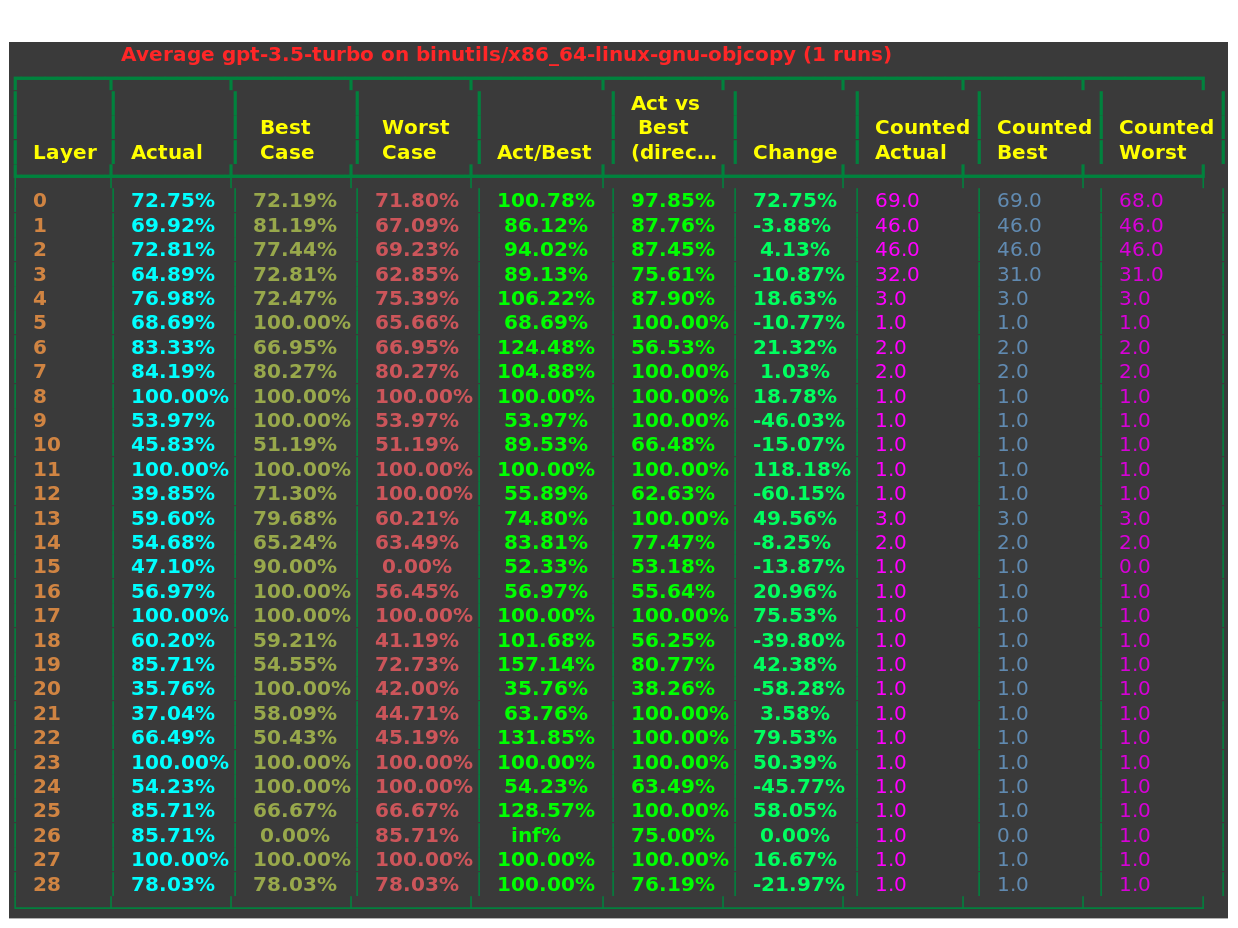 Average gpt-3.5-turbo on binutils/x86_64-linux-gnu-objcopy (1 runs)
Act vs
Best Worst Best Counted Counted Counted
Layer Actual Case Case Act/Best (direc… Change Actual Best Worst
0 72.75% 72.19% 71.80% 100.78% 97.85% 72.75% 69.0 69.0 68.0
1 69.92% 81.19% 67.09% 86.12% 87.76% -3.88% 46.0 46.0 46.0
2 72.81% 77.44% 69.23% 94.02% 87.45% 4.13% 46.0 46.0 46.0
3 64.89% 72.81% 62.85% 89.13% 75.61% -10.87% 32.0 31.0 31.0
4 76.98% 72.47% 75.39% 106.22% 87.90% 18.63% 3.0 3.0 3.0
5 68.69% 100.00% 65.66% 68.69% 100.00% -10.77% 1.0 1.0 1.0
6 83.33% 66.95% 66.95% 124.48% 56.53% 21.32% 2.0 2.0 2.0
7 84.19% 80.27% 80.27% 104.88% 100.00% 1.03% 2.0 2.0 2.0
8 100.00% 100.00% 100.00% 100.00% 100.00% 18.78% 1.0 1.0 1.0
9 53.97% 100.00% 53.97% 53.97% 100.00% -46.03% 1.0 1.0 1.0
10 45.83% 51.19% 51.19% 89.53% 66.48% -15.07% 1.0 1.0 1.0
11 100.00% 100.00% 100.00% 100.00% 100.00% 118.18% 1.0 1.0 1.0
12 39.85% 71.30% 100.00% 55.89% 62.63% -60.15% 1.0 1.0 1.0
13 59.60% 79.68% 60.21% 74.80% 100.00% 49.56% 3.0 3.0 3.0
14 54.68% 65.24% 63.49% 83.81% 77.47% -8.25% 2.0 2.0 2.0
15 47.10% 90.00% 0.00% 52.33% 53.18% -13.87% 1.0 1.0 0.0
16 56.97% 100.00% 56.45% 56.97% 55.64% 20.96% 1.0 1.0 1.0
17 100.00% 100.00% 100.00% 100.00% 100.00% 75.53% 1.0 1.0 1.0
18 60.20% 59.21% 41.19% 101.68% 56.25% -39.80% 1.0 1.0 1.0
19 85.71% 54.55% 72.73% 157.14% 80.77% 42.38% 1.0 1.0 1.0
20 35.76% 100.00% 42.00% 35.76% 38.26% -58.28% 1.0 1.0 1.0
21 37.04% 58.09% 44.71% 63.76% 100.00% 3.58% 1.0 1.0 1.0
22 66.49% 50.43% 45.19% 131.85% 100.00% 79.53% 1.0 1.0 1.0
23 100.00% 100.00% 100.00% 100.00% 100.00% 50.39% 1.0 1.0 1.0
24 54.23% 100.00% 100.00% 54.23% 63.49% -45.77% 1.0 1.0 1.0
25 85.71% 66.67% 66.67% 128.57% 100.00% 58.05% 1.0 1.0 1.0
26 85.71% 0.00% 85.71% inf% 75.00% 0.00% 1.0 0.0 1.0
27 100.00% 100.00% 100.00% 100.00% 100.00% 16.67% 1.0 1.0 1.0
28 78.03% 78.03% 78.03% 100.00% 76.19% -21.97% 1.0 1.0 1.0